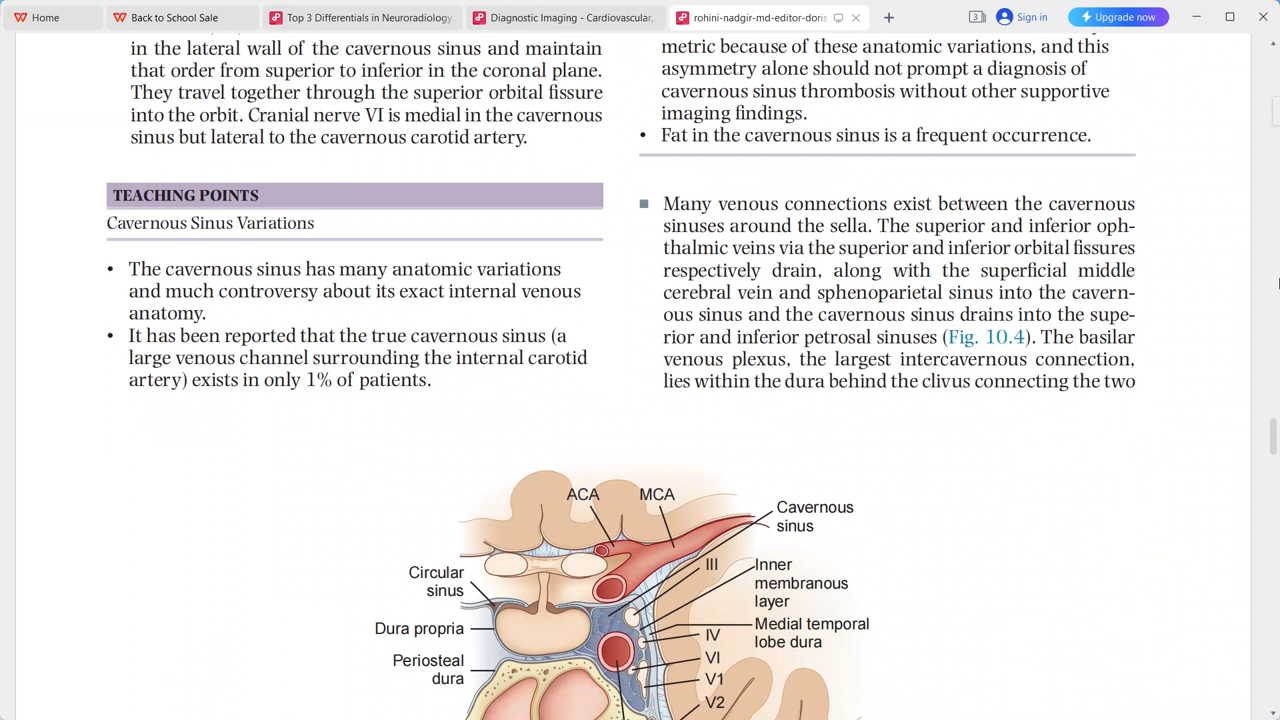 Home
Back to School Sale
Top 3 Differentials in Neuroradiology
Diagnostic Imaging - Cardiovascular,
rohini-nadgir-md-editor-doris
3
Sign in
Upgrade now
in the lateral wall of the cavernous sinus and maintain
that order from superior to inferior in the coronal plane.
They travel together through the superior orbital fissure
into the orbit. Cranial nerve VI is medial in the cavernous
sinus but lateral to the cavernous carotid artery.
TEACHING POINTS
Cavernous Sinus Variations
• The cavernous sinus has many anatomic variations
and much controversy about its exact internal venous
anatomy.
• It has been reported that the true cavernous sinus (a
large venous channel surrounding the internal carotid
artery) exists in only 1% of patients.
metric because of these anatomic variations, and this
asymmetry alone should not prompt a diagnosis of
cavernous sinus thrombosis without other supportive
imaging findings.
• Fat in the cavernous sinus is a frequent occurrence.
■ Many venous connections exist between the cavernous
sinuses around the sella. The superior and inferior oph-
thalmic veins via the superior and inferior orbital fissures
respectively drain, along with the superficial middle
cerebral vein and sphenoparietal sinus into the cavern-
ous sinus and the cavernous sinus drains into the supe-
rior and inferior petrosal sinuses (Fig. 10.4). The basilar
venous plexus, the largest intercavernous connection,
lies within the dura behind the clivus connecting the two
ACA
MCA
Cavernous
sinus
III
Inner
membranous
layer
Circular
sinus
Medial temporal
lobe dura
Dura propria
IV
Periosteal
dura
VI
V1
V2